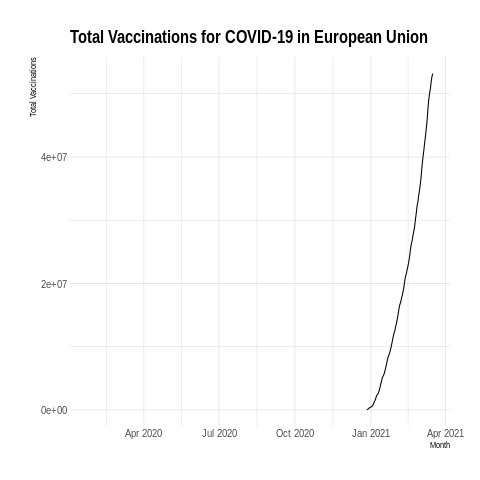 Total Vaccinations for COVID-19 in European Union
Total Vaccinations
4e+07
2e+07
0e+00
Apr 2020 Jul 2020 Oct 2020 Jan 2021 Apr 2021
Month